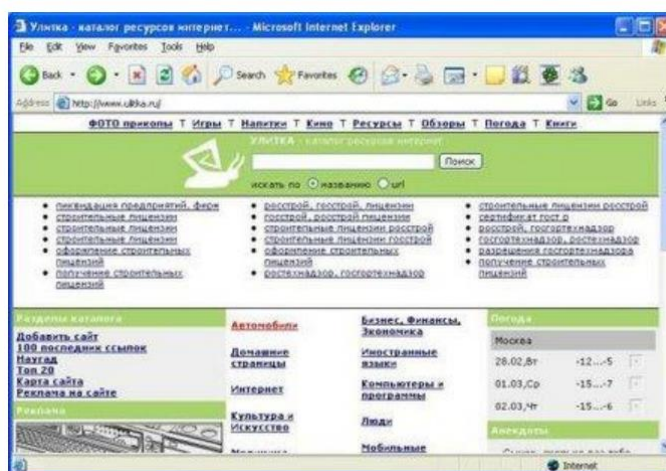 Улитка - каталог ресурсов интернет... - Microsoft Internet Explorer
File Edit View Favorites Tools Help
Back Search Favorites
Address http://www.ulitka.ru/ Go Links
ФОТО приколы Т Игры Т Напитки Т Кино Т Ресурсы Т Обзоры Т Погода Т Книги
УЛИТКА - каталог ресурсов интернет
Поиск
искать по названию url
ликвидация предприятий, фирм
строительные лицензии
строительные лицензии
строительные лицензии
оформление строительных
лицензий
получение строительных
лицензий
росстрой, госстрой, лицензии
госстрой, росстрой лицензии
строительные лицензии росстрой
строительные лицензии госстрой
оформление строительных
лицензий
ростехнадзор, госгортехнадзор
строительные лицензии росстрой
сертификат гост р
росстрой, госгортехнадзор
госгортехнадзор, ростехнадзор
разрешения госгортехнадзора
получение строительных
лицензий
Разделы каталога
Добавить сайт
100 последних ссылок
Наугад
Топ 20
Карта сайта
Реклама на сайте
Реклама
Автомобили
Домашние
страницы
Интернет
Культура и
Искусство
Медицина
Бизнес, Финансы,
Экономика
Иностранные
языки
Компьютеры и
программы
Люди
Мобильные
Погода
Москва
28.02,Вт -12...-5
01.03,Ср -15...-7
02.03,Чт -15...-6
Анекдоты
Internet